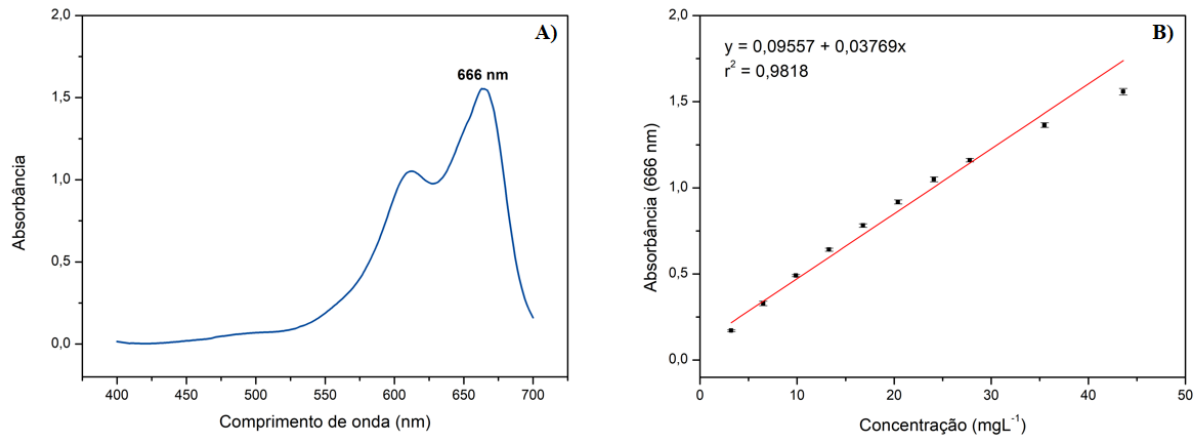 A)
666 nm
2,0
1,5
1,0
0,5
0,0
Absorbância
400 450 500 550 600 650 700
Comprimento de onda (nm)
B)
y = 0,09557 + 0,03769x
r² = 0,9818
2,0
1,5
1,0
0,5
0,0
Absorbância (666 nm)
0 10 20 30 40 50
Concentração (mgL⁻¹)